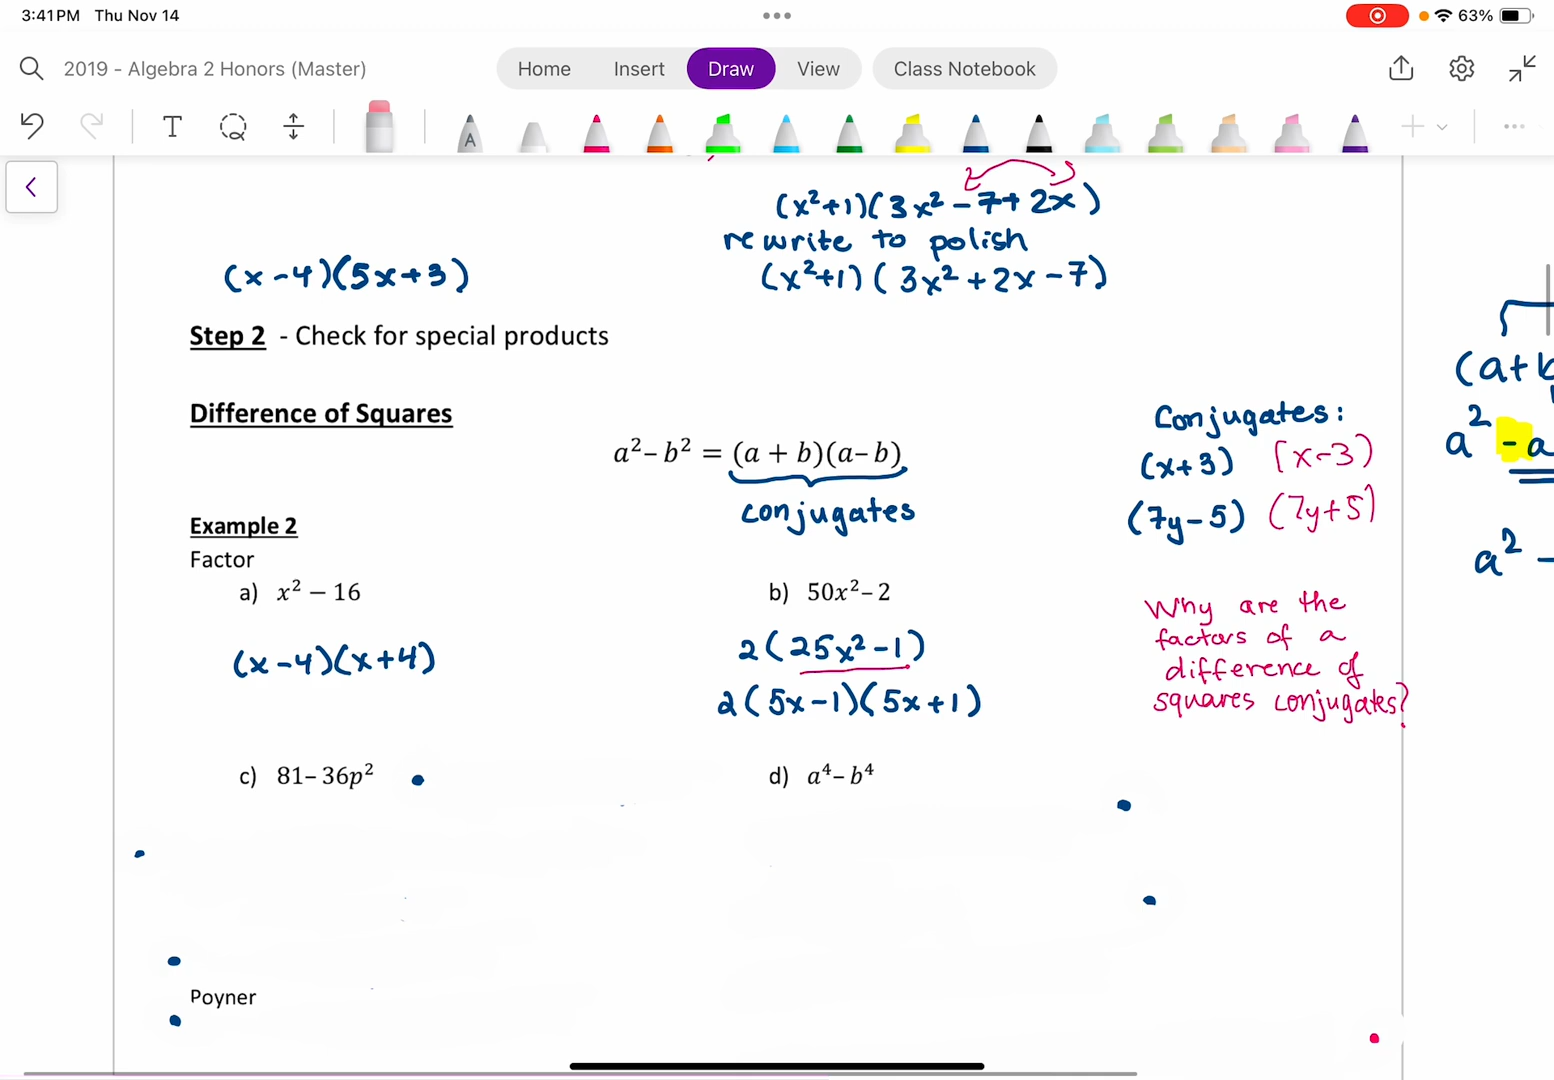 3:41 PM Thu Nov 14
63%
2019 - Algebra 2 Honors (Master)
Home Insert Draw View Class Notebook
T
A
(x²+1)(3x² - 7 + 2x)
rewrite to polish
(x-4)(5x+3)
(x²+1)(3x² + 2x - 7)
Step 2 - Check for special products
(a+b
Difference of Squares
Conjugates:
a² - a
a² – b² = (a + b)(a – b)
(x+3) (x-3)
conjugates
(7y-5) (7y+5)
Example 2
a² -
Factor
a) x² − 16
b) 50x² – 2
Why are the
factors of a
difference of
squares conjugates?
(x-4)(x+4)
2(25x²-1)
2(5x-1)(5x+1)
c) 81 – 36p²
d) a⁴ – b⁴
Poyner